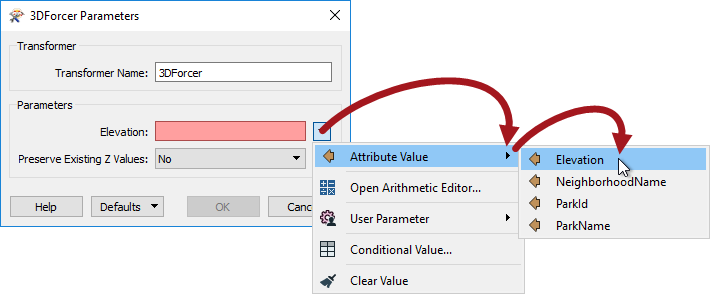 3DForcer Parameters
Transformer
Transformer Name: 3DForcer
Parameters
Elevation:
Preserve Existing Z Values: No
Help Defaults OK Canc
Attribute Value
Open Arithmetic Editor...
User Parameter
Conditional Value...
Clear Value
Elevation
NeighborhoodName
ParkId
ParkName